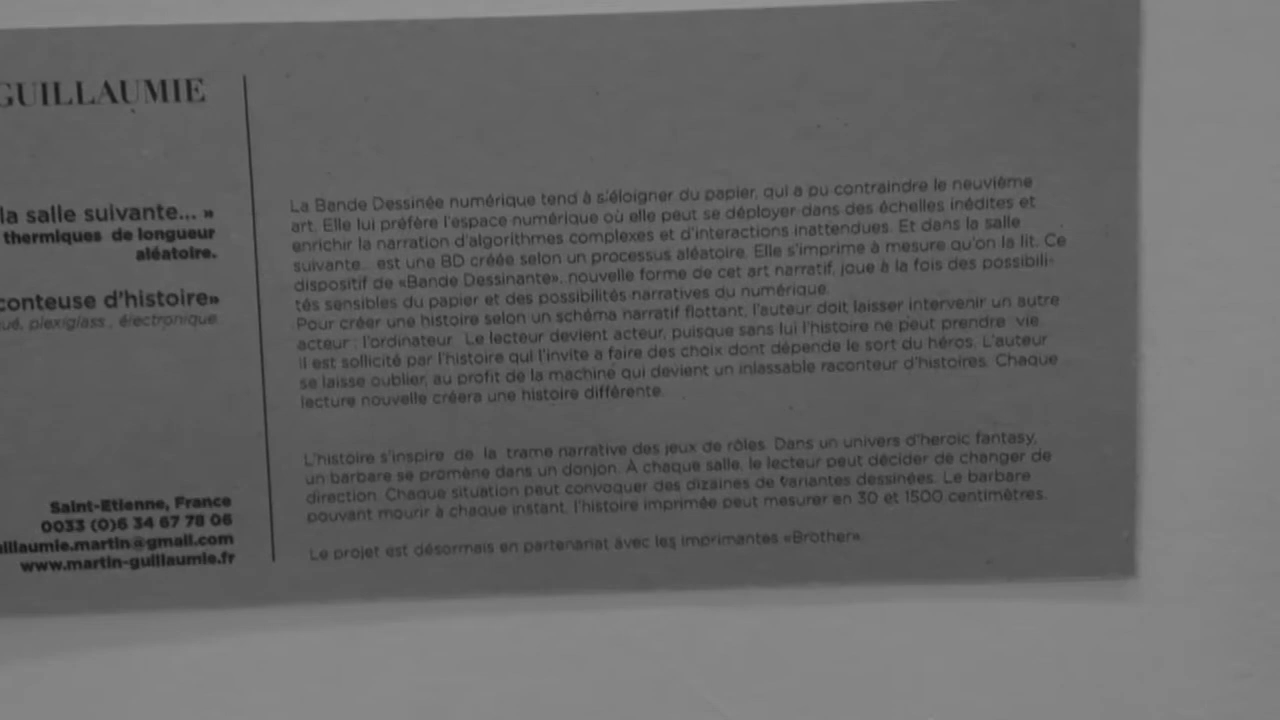 GUILLAUMIE
la salle suivante... »
thermiques de longueur
aléatoire.
conteuse d'histoire»
plexiglass, électronique
Saint-Etienne, France
0033 (0)6 34 67 78 06
illaumie.martin@gmail.com
www.martin-guillaumie.fr
La Bande Dessinée numérique tend à s'éloigner du papier, qui a pu contraindre le neuvième
art. Elle lui préfère l'espace numérique où elle peut se déployer dans des échelles inédites et
enrichir la narration d'algorithmes complexes et d'interactions inattendues. Et dans la salle
suivante... est une BD créée selon un processus aléatoire. Elle s'imprime à mesure qu'on la lit. Ce
dispositif de «Bande Dessinante», nouvelle forme de cet art narratif, joue à la fois des possibili-
tés sensibles du papier et des possibilités narratives du numérique.
Pour créer une histoire selon un schéma narratif flottant, l'auteur doit laisser intervenir un autre
acteur : l'ordinateur. Le lecteur devient acteur, puisque sans lui l'histoire ne peut prendre vie.
Il est sollicité par l'histoire qui l'invite a faire des choix dont dépende le sort du héros. L'auteur
se laisse oublier, au profit de la machine qui devient un inlassable raconteur d'histoires. Chaque
lecture nouvelle créera une histoire différente.
L'histoire s'inspire de la trame narrative des jeux de rôles. Dans un univers d'heroic fantasy,
un barbare se promène dans un donjon. À chaque salle, le lecteur peut décider de changer de
direction. Chaque situation peut convoquer des dizaines de variantes dessinées. Le barbare
pouvant mourir à chaque instant, l'histoire imprimée peut mesurer en 30 et 1500 centimètres.
Le projet est désormais en partenariat avec les imprimantes «Brother».